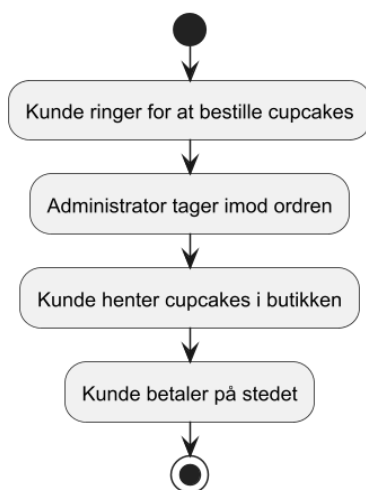 Kunde ringer for at bestille cupcakes
Administrator tager imod ordren
Kunde henter cupcakes i butikken
Kunde betaler på stedet